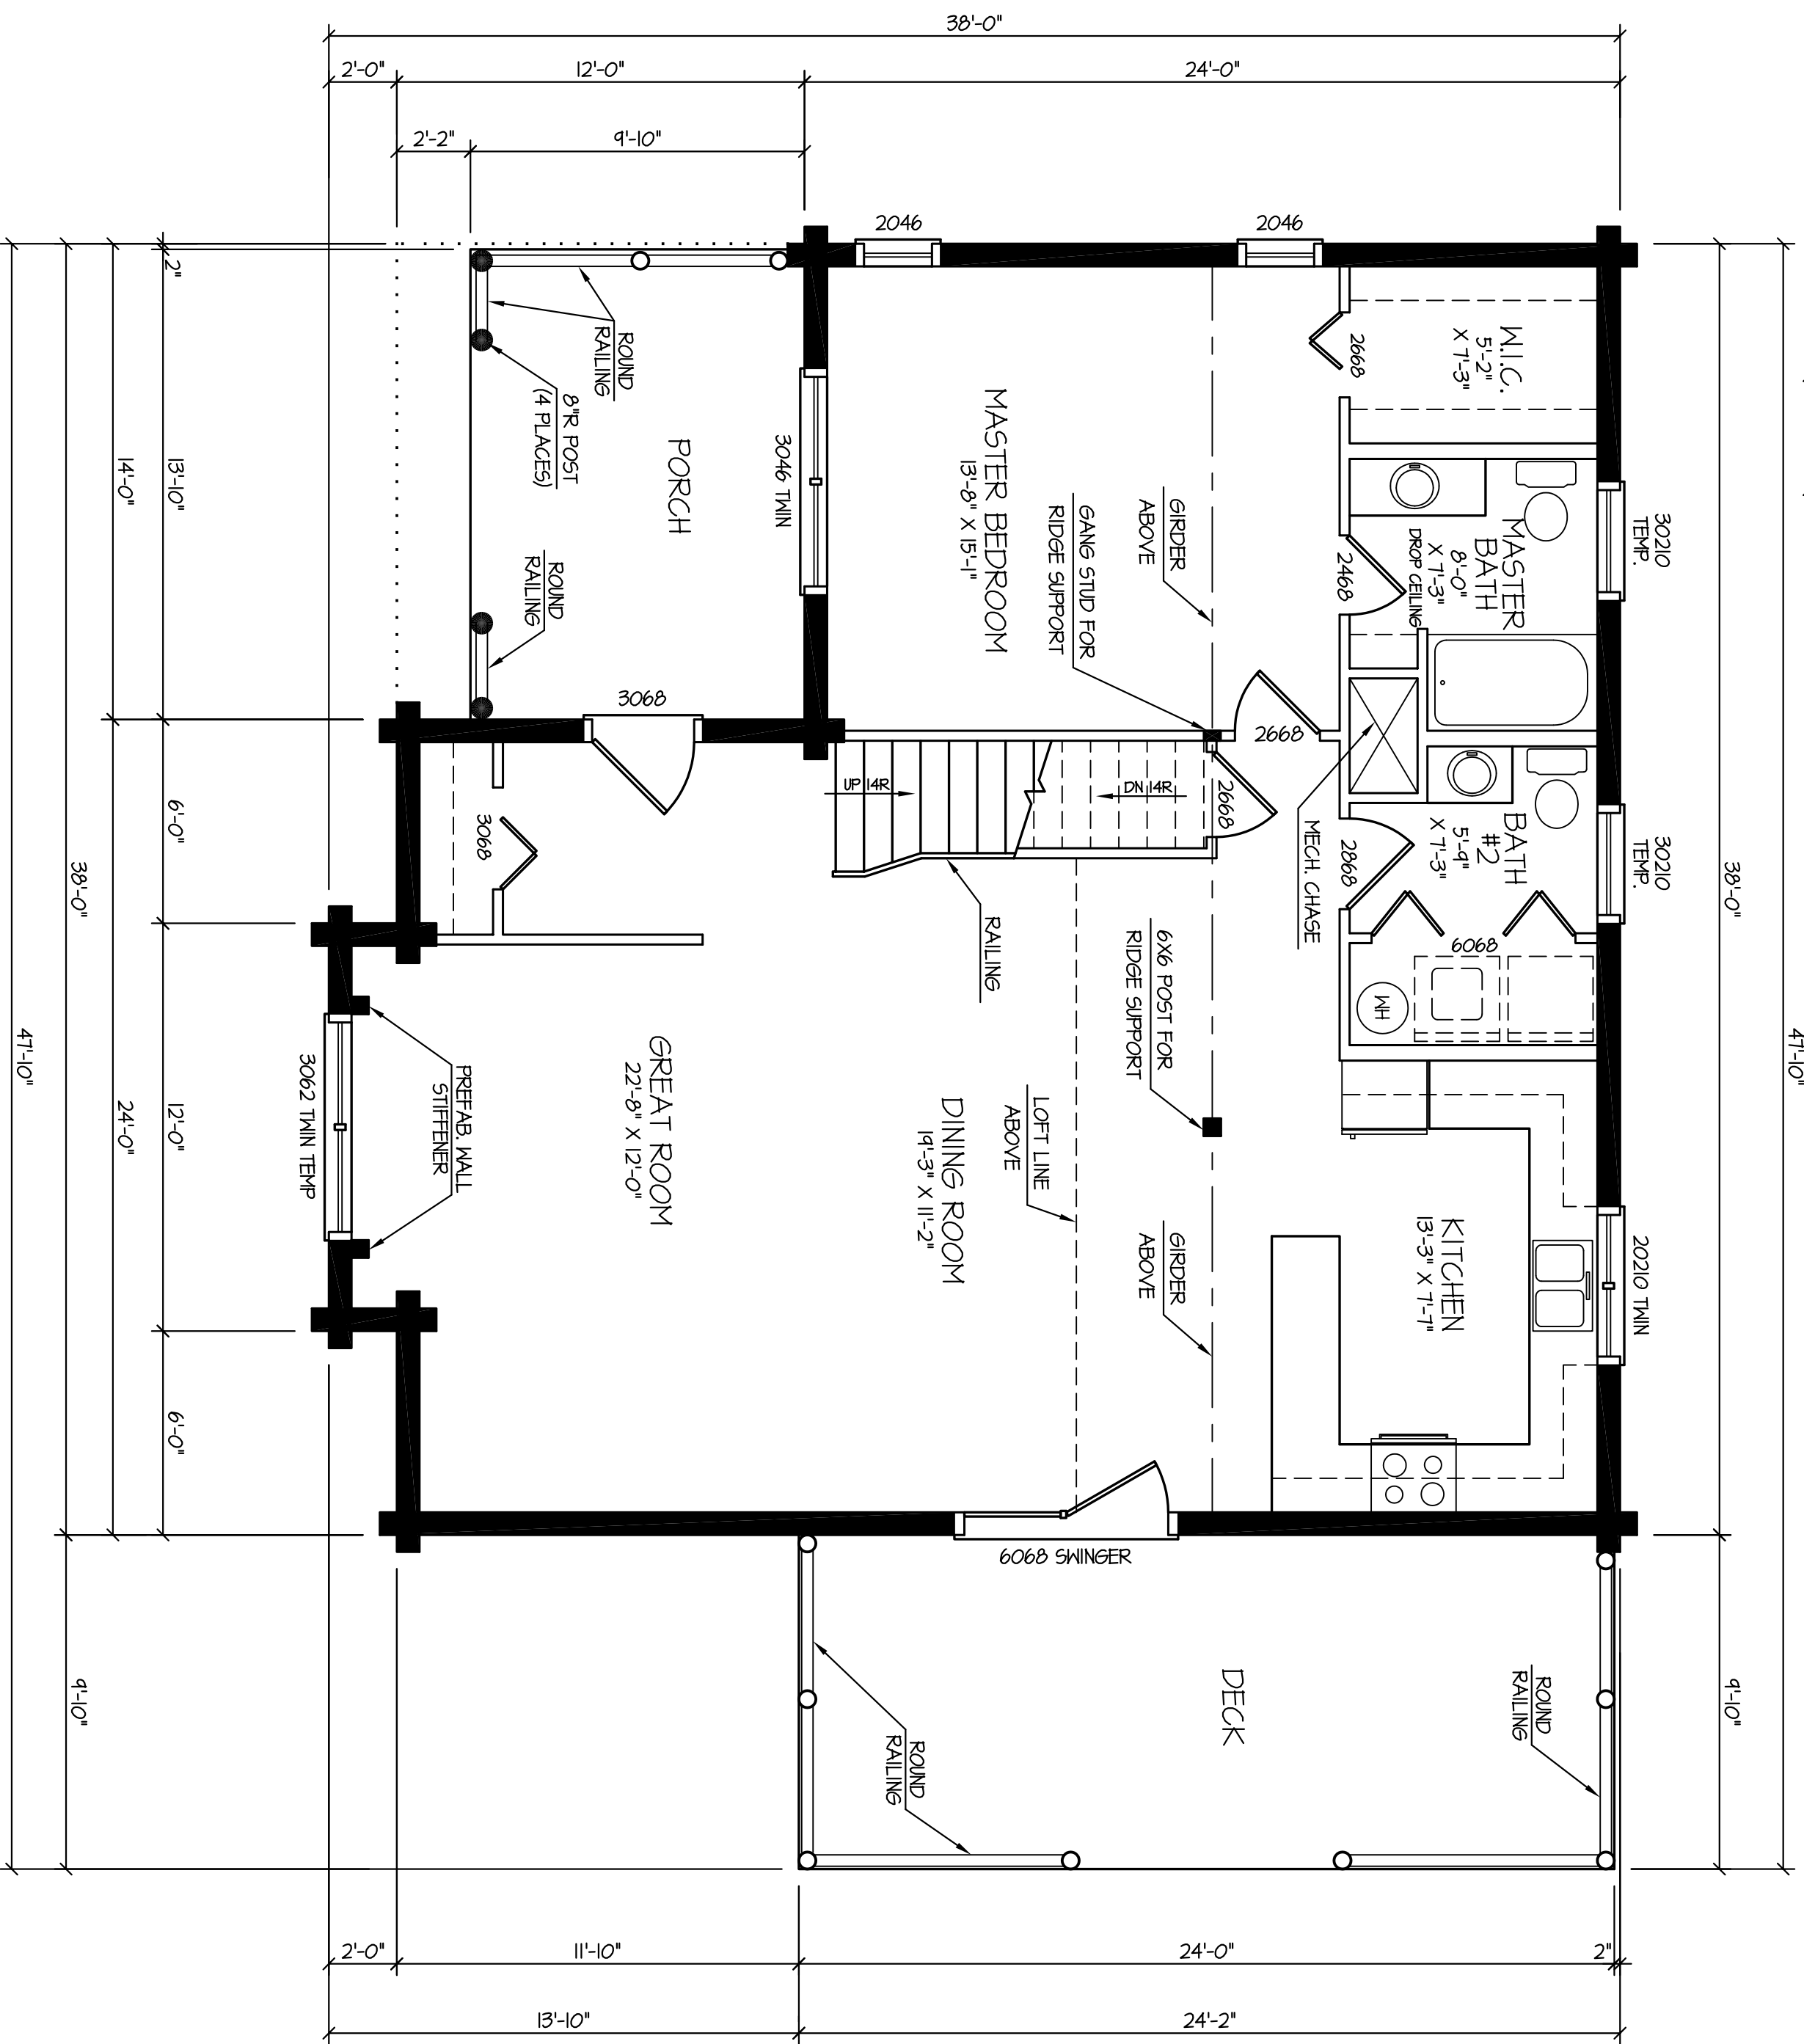 38'-0"
2'-0"
12'-0"
24'-0"
2'-2"
9'-10"
2046
2046
2"
13'-10"
6'-0"
12'-0"
6'-0"
14'-0"
24'-0"
38'-0"
9'-10"
47'-10"
38'-0"
9'-10"
47'-10"
W.I.C.
5'-2"
X 7'-3"
2668
30210
TEMP.
MASTER
BATH
8'-0"
X 7'-3"
DROP CEILING
2468
MASTER BEDROOM
13'-8" X 15'-1"
GIRDER
ABOVE
GANG STUD FOR
RIDGE SUPPORT
3046 TWIN
PORCH
ROUND
RAILING
8"R POST
(4 PLACES)
ROUND
RAILING
3068
2668
2668
UP 14R
DN 14R
MECH. CHASE
30210
TEMP.
BATH
#2
5'-9"
X 7'-3"
2868
6068
WH
3068
RAILING
6X6 POST FOR
RIDGE SUPPORT
LOFT LINE
ABOVE
GIRDER
ABOVE
KITCHEN
13'-3" X 7'-7"
20210 TWIN
DINING ROOM
19'-3" X 11'-2"
GREAT ROOM
22'-8" X 12'-0"
PREFAB. WALL
STIFFENER
3062 TWIN TEMP
6068 SWINGER
DECK
ROUND
RAILING
ROUND
RAILING
2'-0"
11'-10"
24'-0"
2"
13'-10"
24'-2"